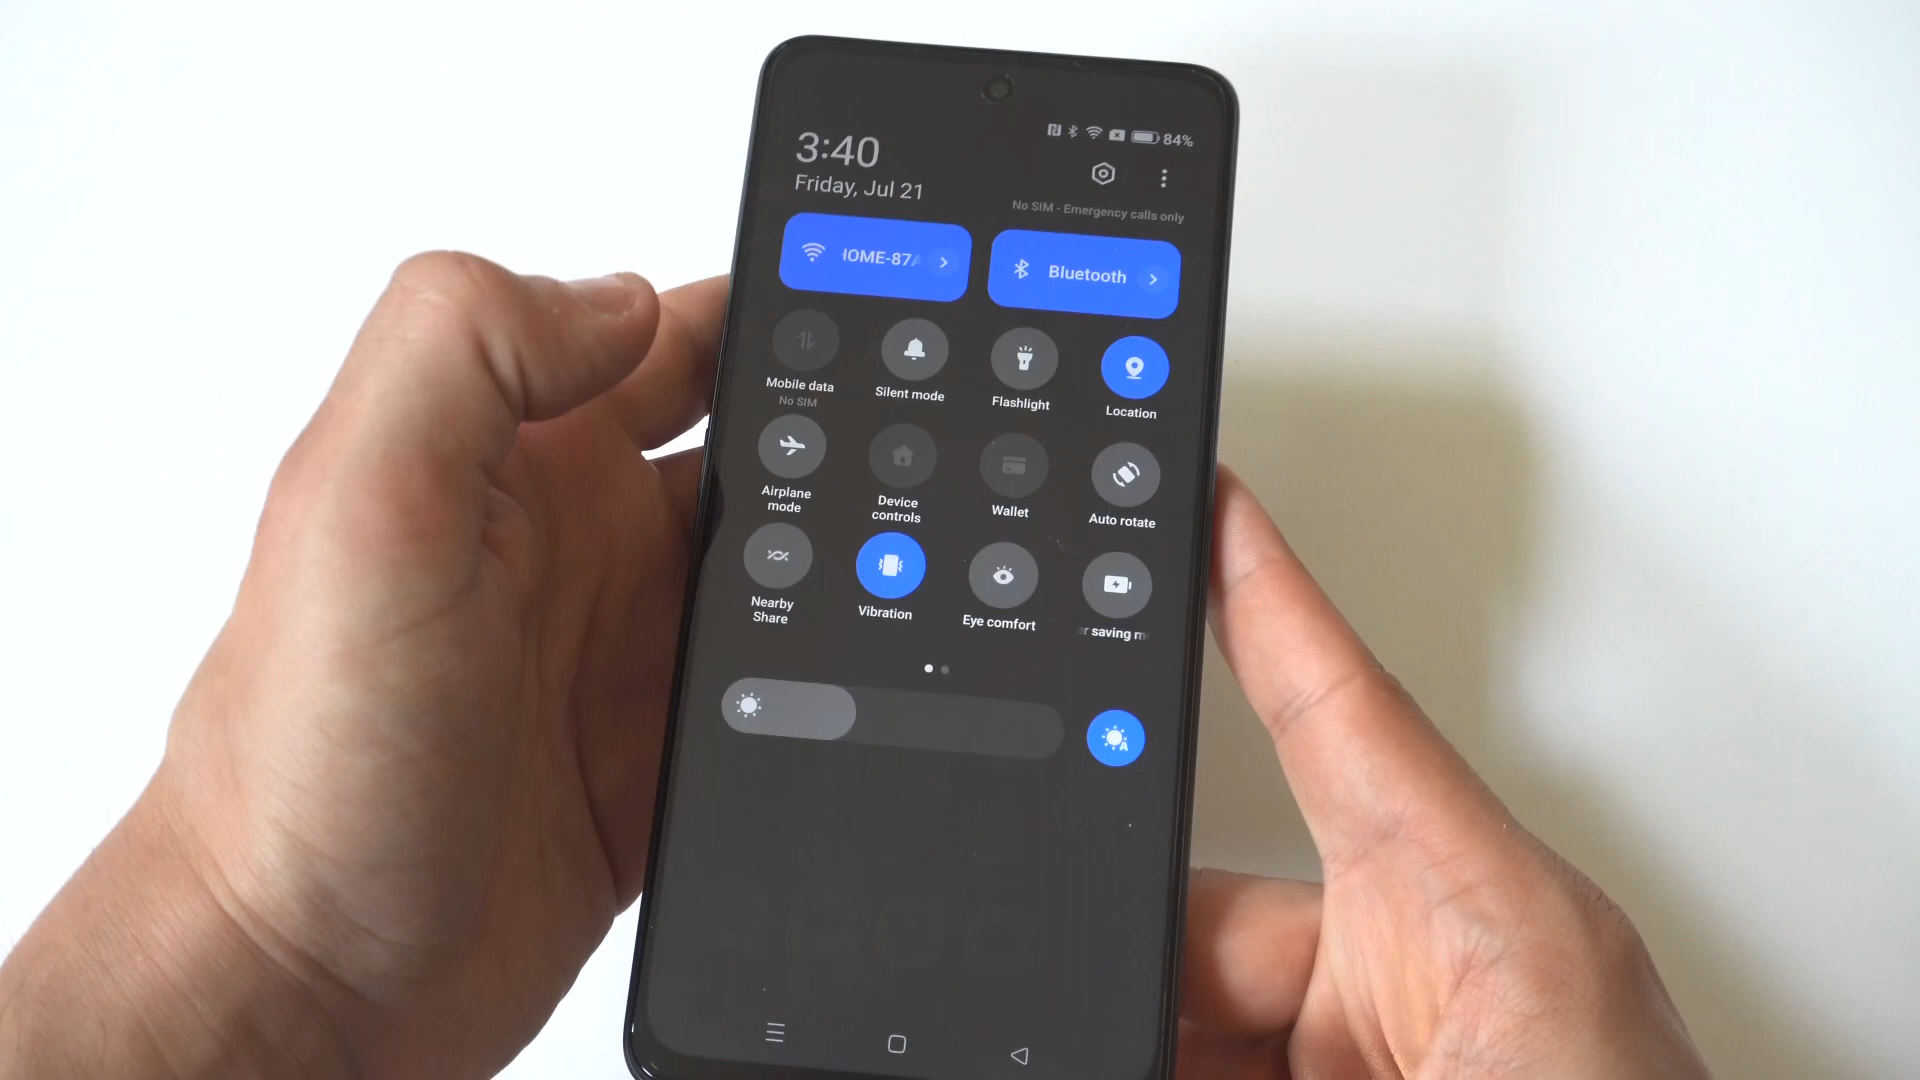 84%
3:40
Friday, Jul 21
No SIM - Emergency calls only
Bluetooth
Mobile data
No SIM
Silent mode
Flashlight
Location
Airplane
mode
Device
controls
Wallet
Auto rotate
Nearby
Share
Vibration
Eye comfort
saving
A